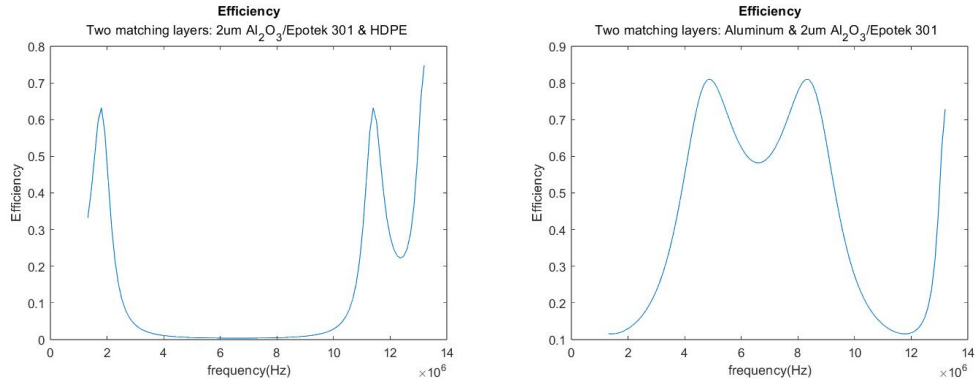 Efficiency
Two matching layers: 2um Al2O3/Epotek 301 & HDPE
0.8
0.7
0.6
0.5
0.4
0.3
0.2
0.1
0
Efficiency
0 2 4 6 8 10 12 14
frequency(Hz)
×10^6
Efficiency
Two matching layers: Aluminum & 2um Al2O3/Epotek 301
0.9
0.8
0.7
0.6
0.5
0.4
0.3
0.2
0.1
Efficiency
0 2 4 6 8 10 12 14
frequency(Hz)
×10^6